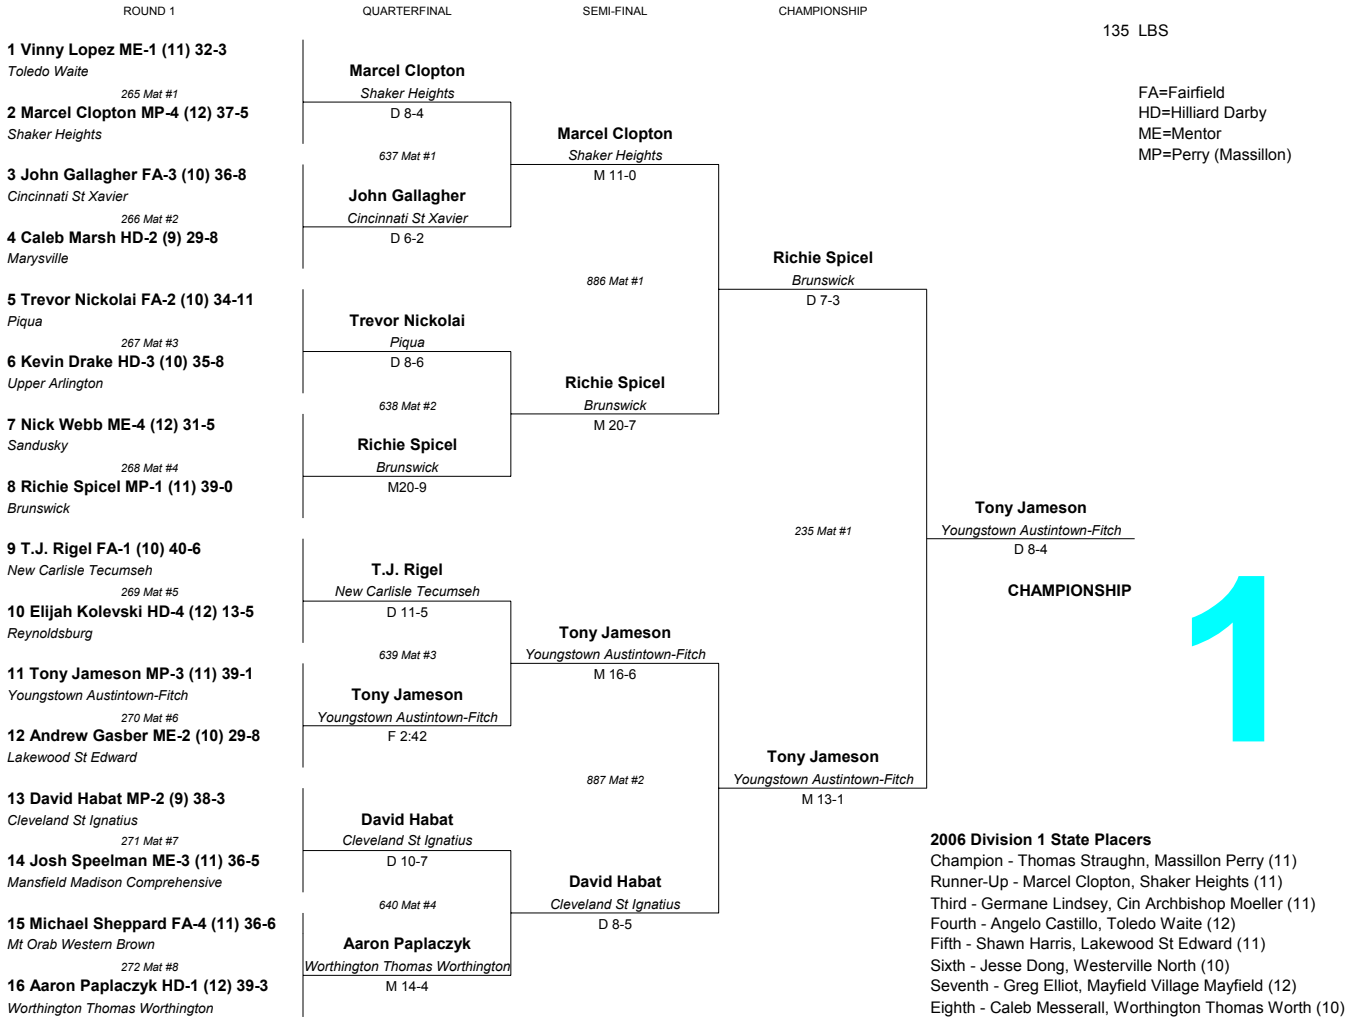 ROUND 1
QUARTERFINAL
SEMI-FINAL
CHAMPIONSHIP
135 LBS
FA=Fairfield
HD=Hilliard Darby
ME=Mentor
MP=Perry (Massillon)
1 Vinny Lopez ME-1 (11) 32-3
Toledo Waite
265 Mat #1
2 Marcel Clopton MP-4 (12) 37-5
Shaker Heights
3 John Gallagher FA-3 (10) 36-8
Cincinnati St Xavier
266 Mat #2
4 Caleb Marsh HD-2 (9) 29-8
Marysville
5 Trevor Nickolai FA-2 (10) 34-11
Piqua
267 Mat #3
6 Kevin Drake HD-3 (10) 35-8
Upper Arlington
7 Nick Webb ME-4 (12) 31-5
Sandusky
268 Mat #4
8 Richie Spicel MP-1 (11) 39-0
Brunswick
9 T.J. Rigel FA-1 (10) 40-6
New Carlisle Tecumseh
269 Mat #5
10 Elijah Kolevski HD-4 (12) 13-5
Reynoldsburg
11 Tony Jameson MP-3 (11) 39-1
Youngstown Austintown-Fitch
270 Mat #6
12 Andrew Gasber ME-2 (10) 29-8
Lakewood St Edward
13 David Habat MP-2 (9) 38-3
Cleveland St Ignatius
271 Mat #7
14 Josh Speelman ME-3 (11) 36-5
Mansfield Madison Comprehensive
15 Michael Sheppard FA-4 (11) 36-6
Mt Orab Western Brown
272 Mat #8
16 Aaron Paplaczyk HD-1 (12) 39-3
Worthington Thomas Worthington
Marcel Clopton
Shaker Heights
D 8-4
637 Mat #1
John Gallagher
Cincinnati St Xavier
D 6-2
Trevor Nickolai
Piqua
D 8-6
638 Mat #2
Richie Spicel
Brunswick
M20-9
T.J. Rigel
New Carlisle Tecumseh
D 11-5
639 Mat #3
Tony Jameson
Youngstown Austintown-Fitch
F 2:42
David Habat
Cleveland St Ignatius
D 10-7
640 Mat #4
Aaron Paplaczyk
Worthington Thomas Worthington
M 14-4
Marcel Clopton
Shaker Heights
M 11-0
886 Mat #1
Richie Spicel
Brunswick
M 20-7
Tony Jameson
Youngstown Austintown-Fitch
M 16-6
887 Mat #2
David Habat
Cleveland St Ignatius
D 8-5
Richie Spicel
Brunswick
D 7-3
235 Mat #1
Tony Jameson
Youngstown Austintown-Fitch
M 13-1
Tony Jameson
Youngstown Austintown-Fitch
D 8-4
CHAMPIONSHIP
1
2006 Division 1 State Placers
Champion - Thomas Straughn, Massillon Perry (11)
Runner-Up - Marcel Clopton, Shaker Heights (11)
Third - Germane Lindsey, Cin Archbishop Moeller (11)
Fourth - Angelo Castillo, Toledo Waite (12)
Fifth - Shawn Harris, Lakewood St Edward (11)
Sixth - Jesse Dong, Westerville North (10)
Seventh - Greg Elliot, Mayfield Village Mayfield (12)
Eighth - Caleb Messerall, Worthington Thomas Worth (10)